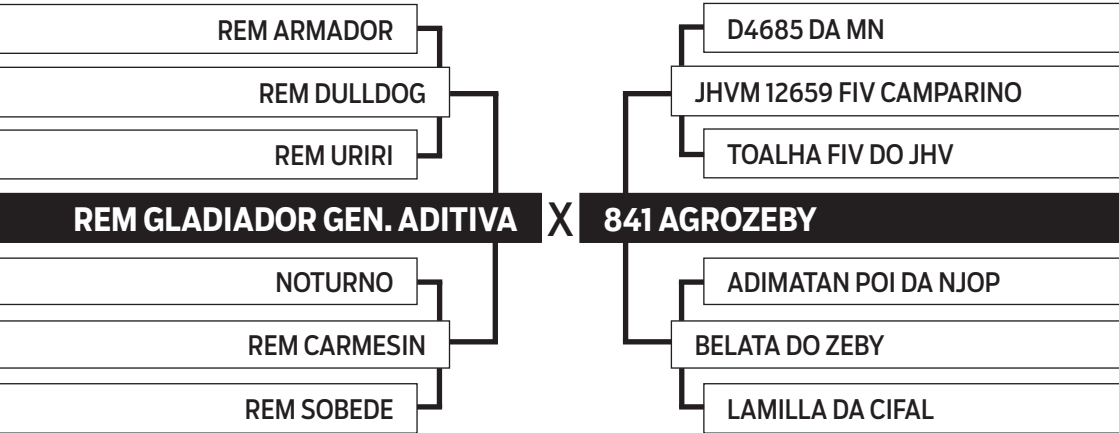 REM ARMADOR
REM DULLDOG
REM URIRI
REM GLADIADOR GEN. ADITIVA X 841 AGROZEBY
NOTURNO
REM CARMESIN
REM SOBEDE
D4685 DA MN
JHVM 12659 FIV CAMPARINO
TOALHA FIV DO JHV
ADIMATAN POI DA NJOP
BELATA DO ZEBY
LAMILLA DA CIFAL